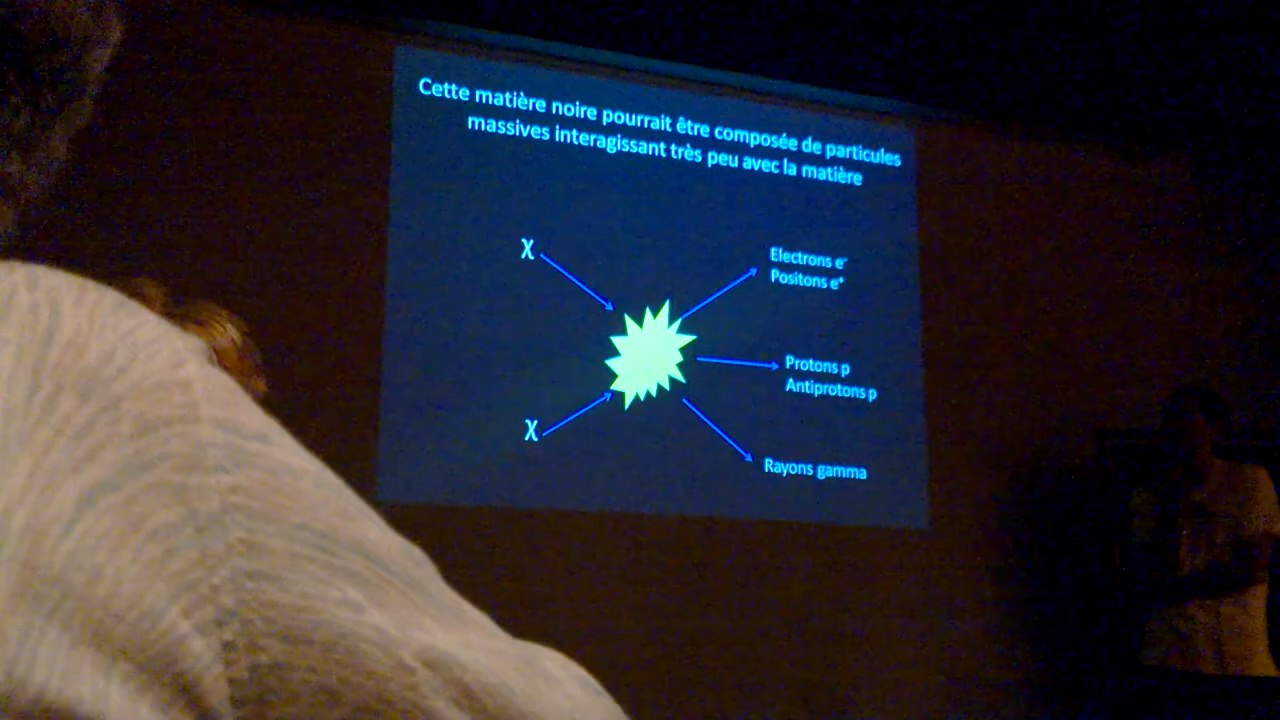 Cette matière noire pourrait être composée de particules
massives interagissant très peu avec la matière
χ
Electrons e⁻
Positons e⁺
Protons p
Antiprotons p
χ
Rayons gamma